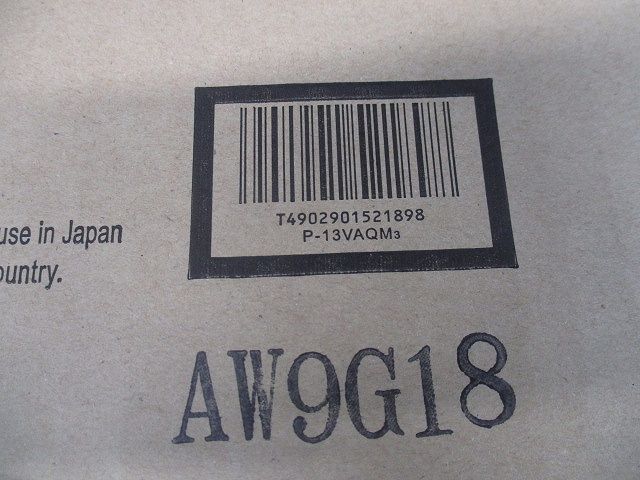 T4902901521898
P-13VAQM3
use in Japan
ountry.
AW9G18